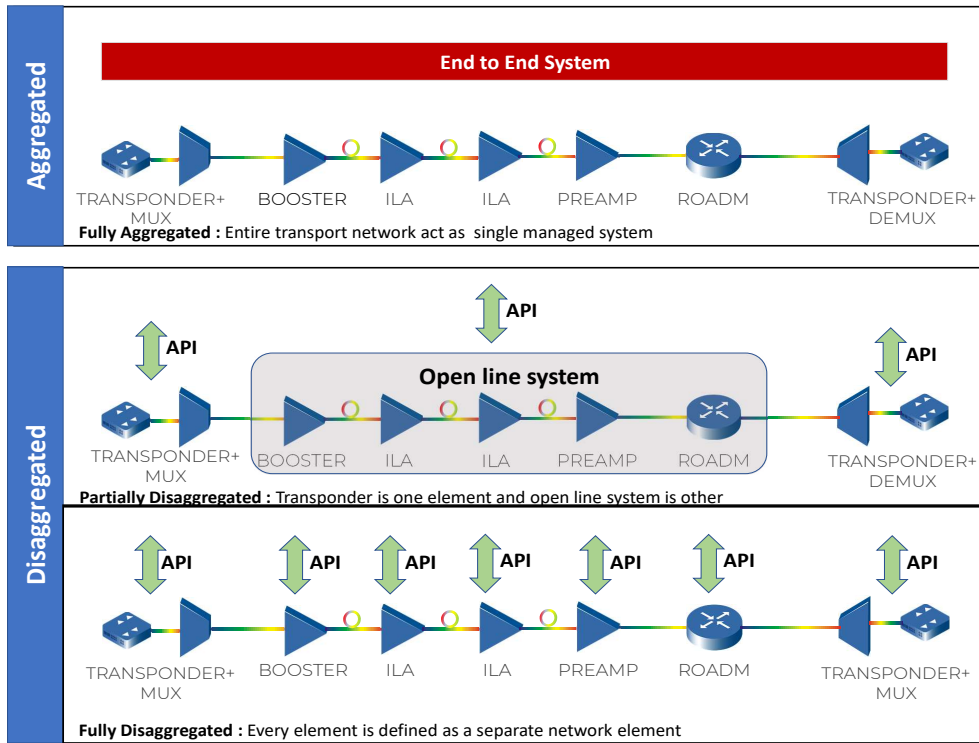 Aggregated
End to End System
TRANSPONDER+
MUX
BOOSTER
ILA
ILA
PREAMP
ROADM
TRANSPONDER+
DEMUX
Fully Aggregated : Entire transport network act as single managed system
Disaggregated
API
API
API
Open line system
TRANSPONDER+
MUX
BOOSTER
ILA
ILA
PREAMP
ROADM
TRANSPONDER+
DEMUX
Partially Disaggregated : Transponder is one element and open line system is other
API
API
API
API
API
API
API
TRANSPONDER+
MUX
BOOSTER
ILA
ILA
PREAMP
ROADM
TRANSPONDER+
MUX
Fully Disaggregated : Every element is defined as a separate network element